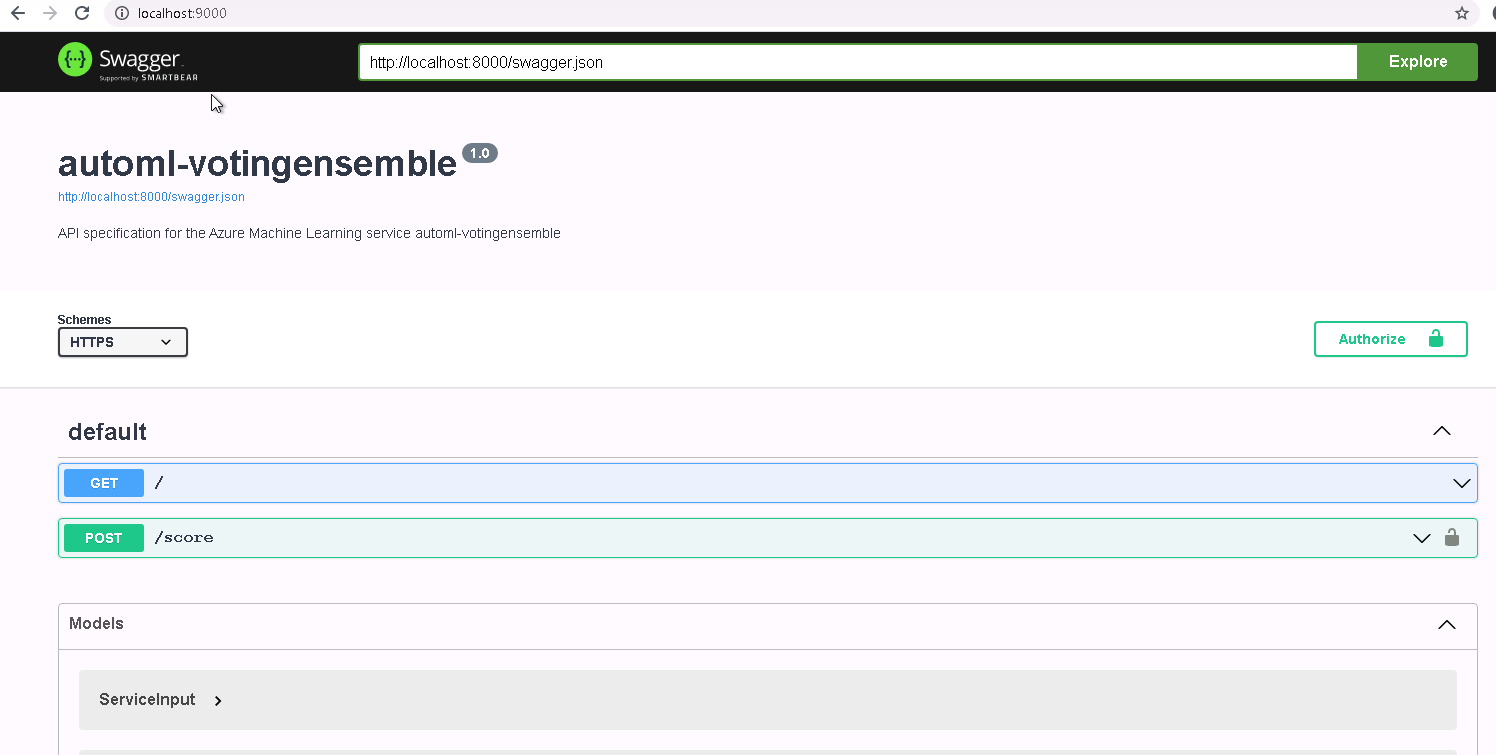 localhost:9000
Swagger
Supported by SMARTBEAR
http://localhost:8000/swagger.json
Explore
automl-votingensemble 1.0
http://localhost:8000/swagger.json
API specification for the Azure Machine Learning service automl-votingensemble
Schemes
HTTPS
Authorize
default
GET /
POST /score
Models
ServiceInput